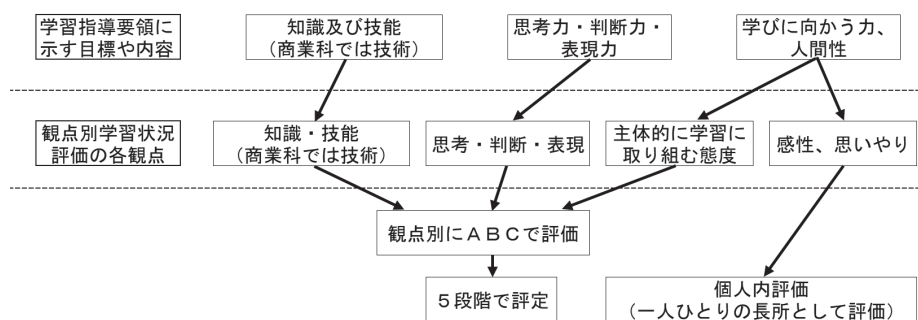 学習指導要領に
示す目標や内容
知識及び技能
（商業科では技術）
思考力・判断力・
表現力
学びに向かう力、
人間性
観点別学習状況
評価の各観点
知識・技能
（商業科では技術）
思考・判断・表現
主体的に学習に
取り組む態度
感性、思いやり
観点別にＡＢＣで評価
５段階で評定
個人内評価
（一人ひとりの長所として評価）